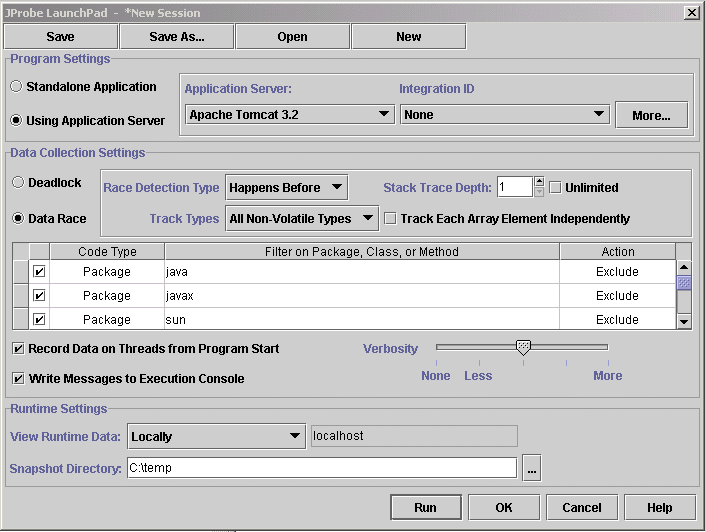 JProbe LaunchPad - *New Session
Save Save As... Open New
Program Settings
Standalone Application
Using Application Server
Application Server: Integration ID
Apache Tomcat 3.2 None More...
Data Collection Settings
Deadlock
Data Race
Race Detection Type Happens Before Stack Trace Depth: 1 Unlimited
Track Types All Non-Volatile Types Track Each Array Element Independently
Code Type Filter on Package, Class, or Method Action
Package java Exclude
Package javax Exclude
Package sun Exclude
Record Data on Threads from Program Start
Write Messages to Execution Console
Verbosity
None Less More
Runtime Settings
View Runtime Data: Locally localhost
Snapshot Directory: C:\temp ...
Run OK Cancel Help